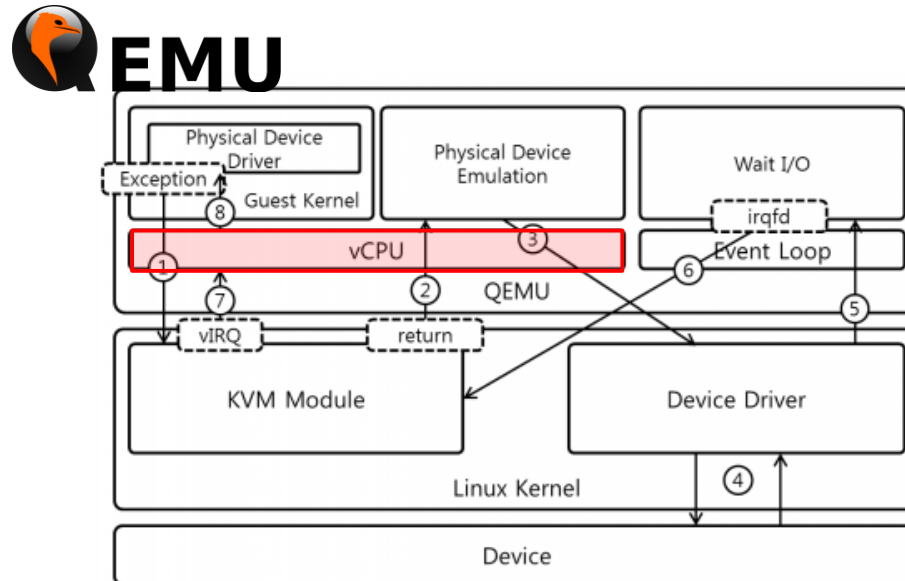 QEMU
Physical Device
Driver
Exception
Guest Kernel
8
Physical Device
Emulation
Wait I/O
irqfd
vCPU
3
Event Loop
1
7
2
6
QEMU
5
vIRQ
return
KVM Module
Device Driver
4
Linux Kernel
Device